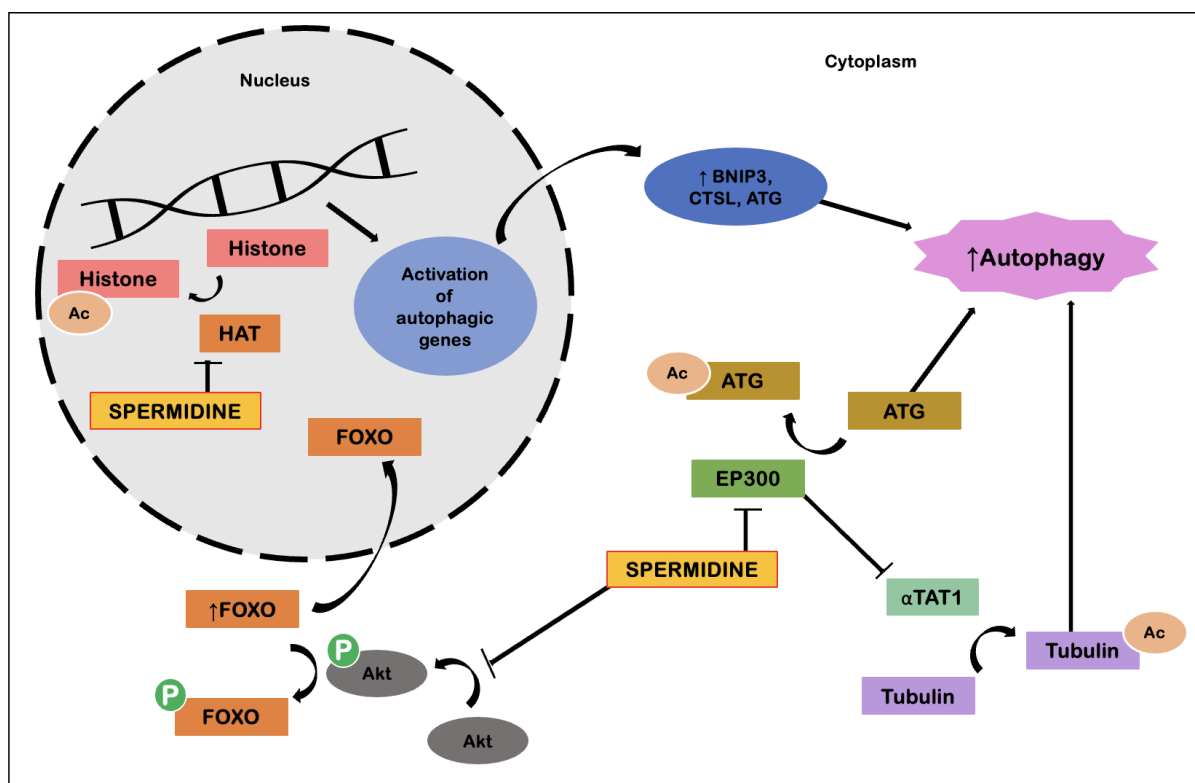 Nucleus
Cytoplasm
↑ BNIP3,
CTSL, ATG
↑Autophagy
Histone
Histone
Ac
HAT
SPERMIDINE
Activation
of
autophagic
genes
FOXO
Ac
ATG
ATG
EP300
SPERMIDINE
αTAT1
↑FOXO
P
Akt
P
FOXO
Akt
Tubulin
Ac
Tubulin